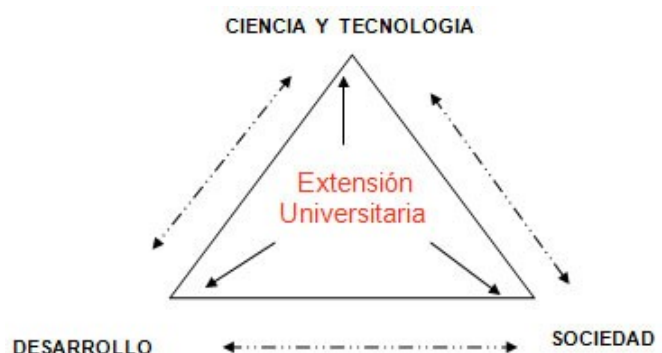 CIENCIA Y TECNOLOGIA
Extensión
Universitaria
DESARROLLO
SOCIEDAD